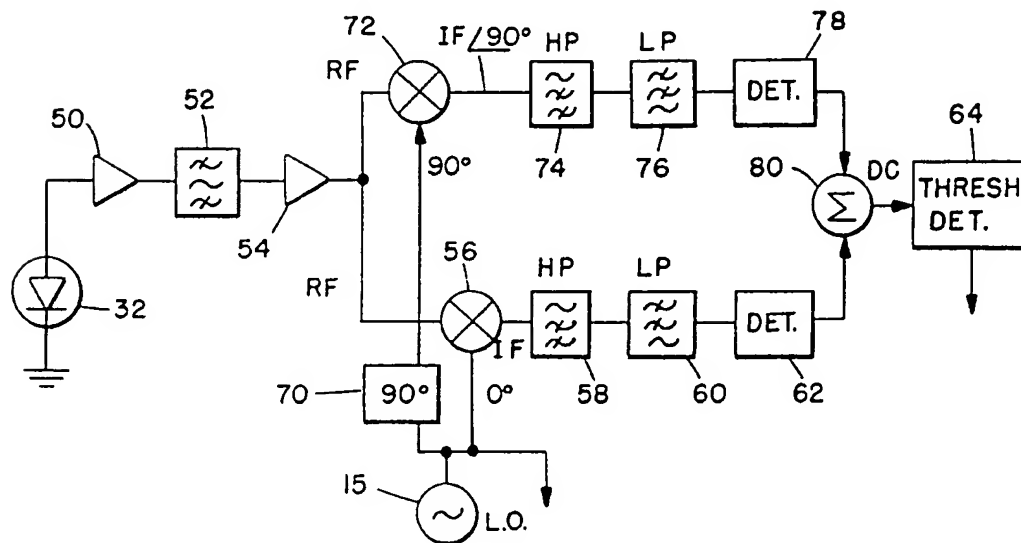 72
IF/90°
HP
LP
78
RF
50
52
DET.
64
74
76
90°
80
DC
THRESH
DET.
Σ
54
56
HP
LP
RF
32
IF
DET.
70
90°
0°
58
60
62
15
L.O.